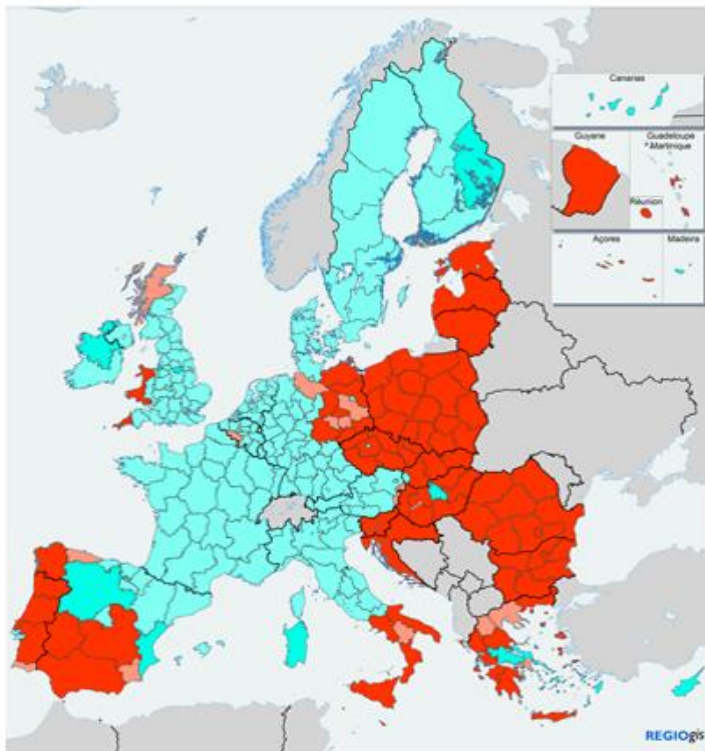 Canarias
Guyane
Guadeloupe
Martinique
Réunion
Açores
Madeira
REGIOgis